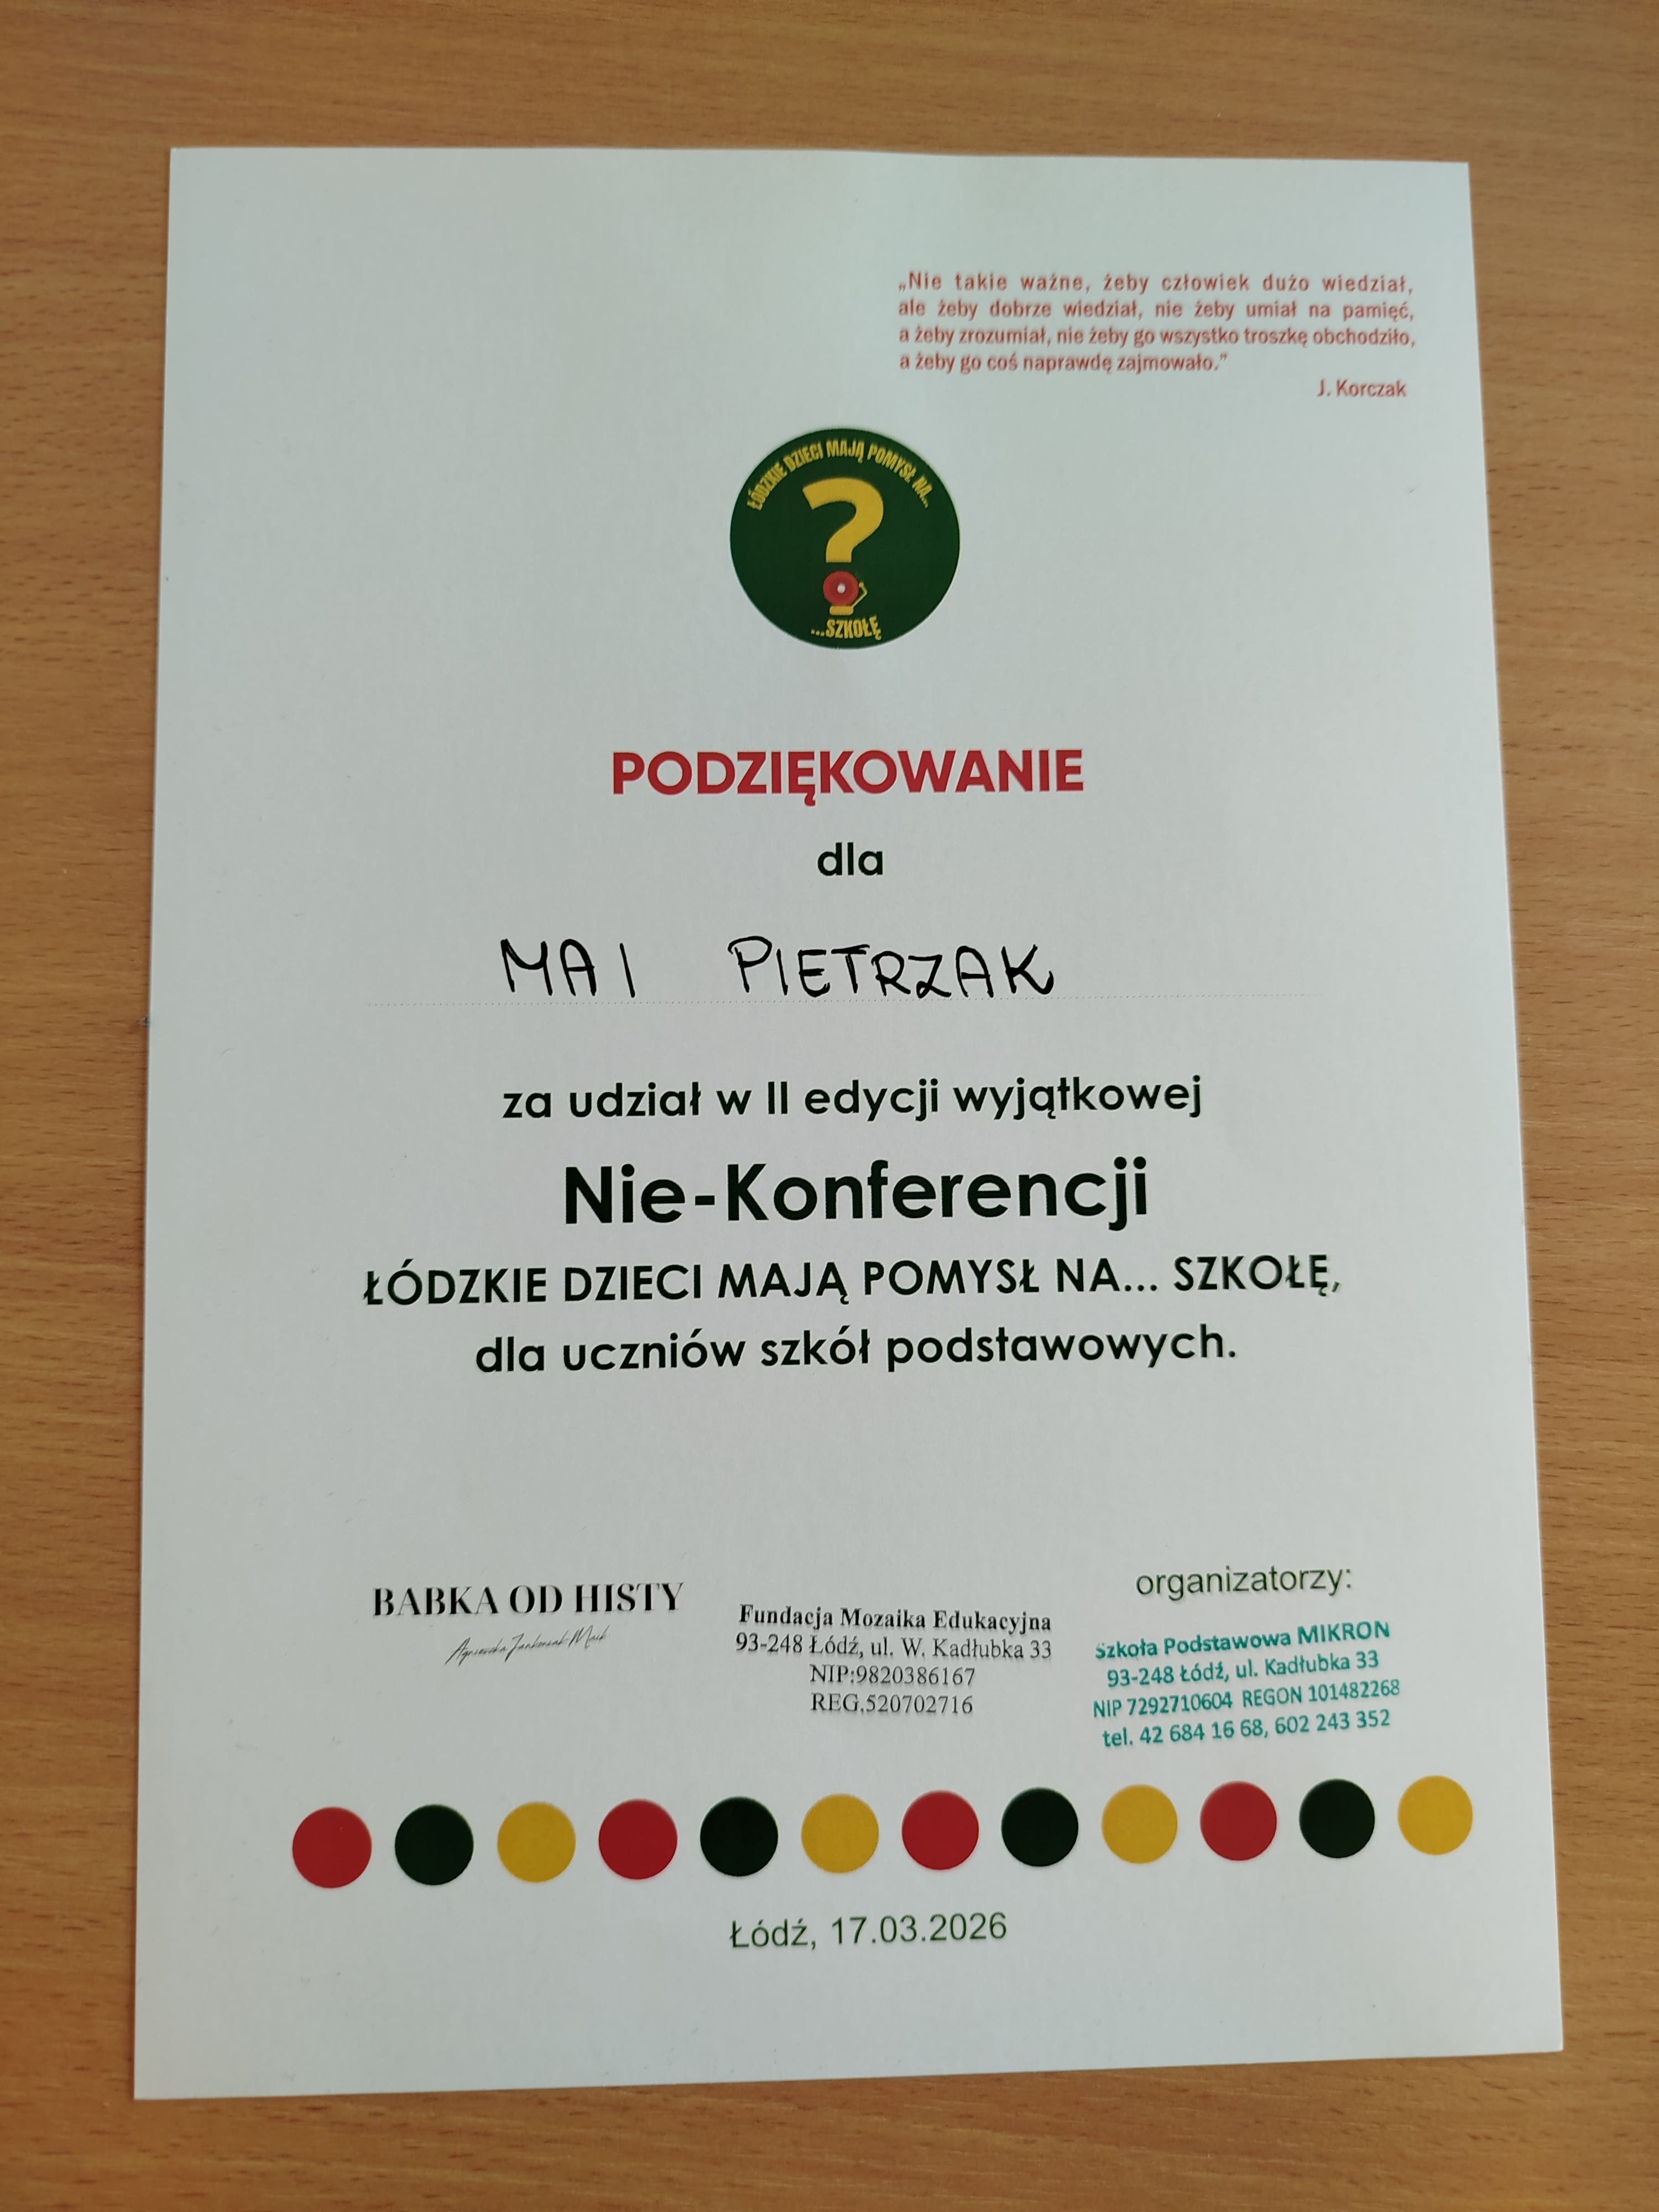 „Nie takie ważne, żeby człowiek dużo wiedział,
ale żeby dobrze wiedział, nie żeby umiał na pamięć,
a żeby zrozumiał, nie żeby go wszystko troszkę obchodziło,
a żeby go coś naprawdę zajmowało.”
J. Korczak
ŁÓDZKIE DZIECI MAJĄ POMYSŁ NA...
?
...SZKOŁĘ
PODZIĘKOWANIE
dla
MAI PIETRZAK
za udział w II edycji wyjątkowej
Nie-Konferencji
ŁÓDZKIE DZIECI MAJĄ POMYSŁ NA... SZKOŁĘ,
dla uczniów szkół podstawowych.
BABKA OD HISTY
Fundacja Mozaika Edukacyjna
93-248 Łódź, ul. W. Kadłubka 33
NIP:9820386167
REG.520702716
organizatorzy:
Szkoła Podstawowa MIKRON
93-248 Łódź, ul. Kadłubka 33
NIP 7292710604 REGON 101482268
tel. 42 684 16 68, 602 243 352
Łódź, 17.03.2026